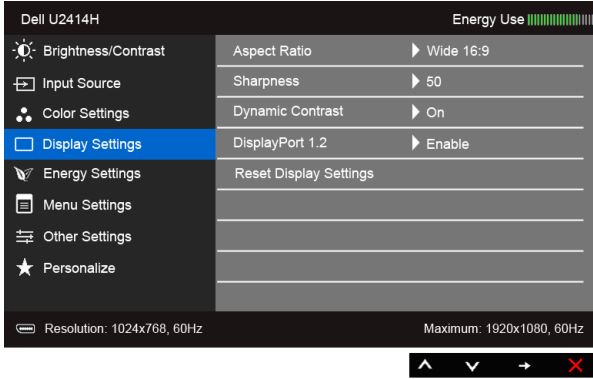 Dell U2414H Energy Use
Brightness/Contrast Aspect Ratio Wide 16:9
Input Source Sharpness 50
Color Settings Dynamic Contrast On
Display Settings DisplayPort 1.2 Enable
Energy Settings Reset Display Settings
Menu Settings
Other Settings
Personalize
Resolution: 1024x768, 60Hz Maximum: 1920x1080, 60Hz